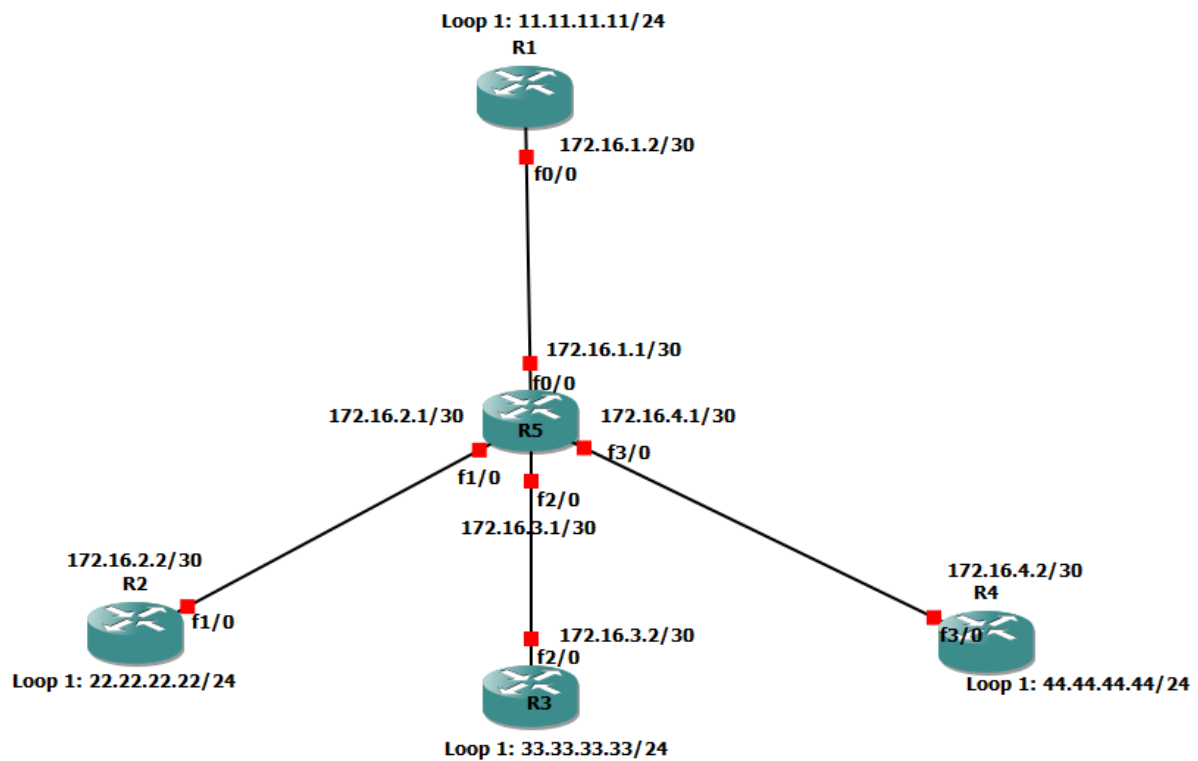 Loop 1: 11.11.11.11/24
R1
172.16.1.2/30
f0/0
172.16.1.1/30
f0/0
172.16.2.1/30
172.16.4.1/30
R5
f3/0
f1/0
f2/0
172.16.3.1/30
172.16.2.2/30
R2
f1/0
172.16.4.2/30
R4
172.16.3.2/30
f3/0
f2/0
Loop 1: 22.22.22.22/24
Loop 1: 44.44.44.44/24
R3
Loop 1: 33.33.33.33/24